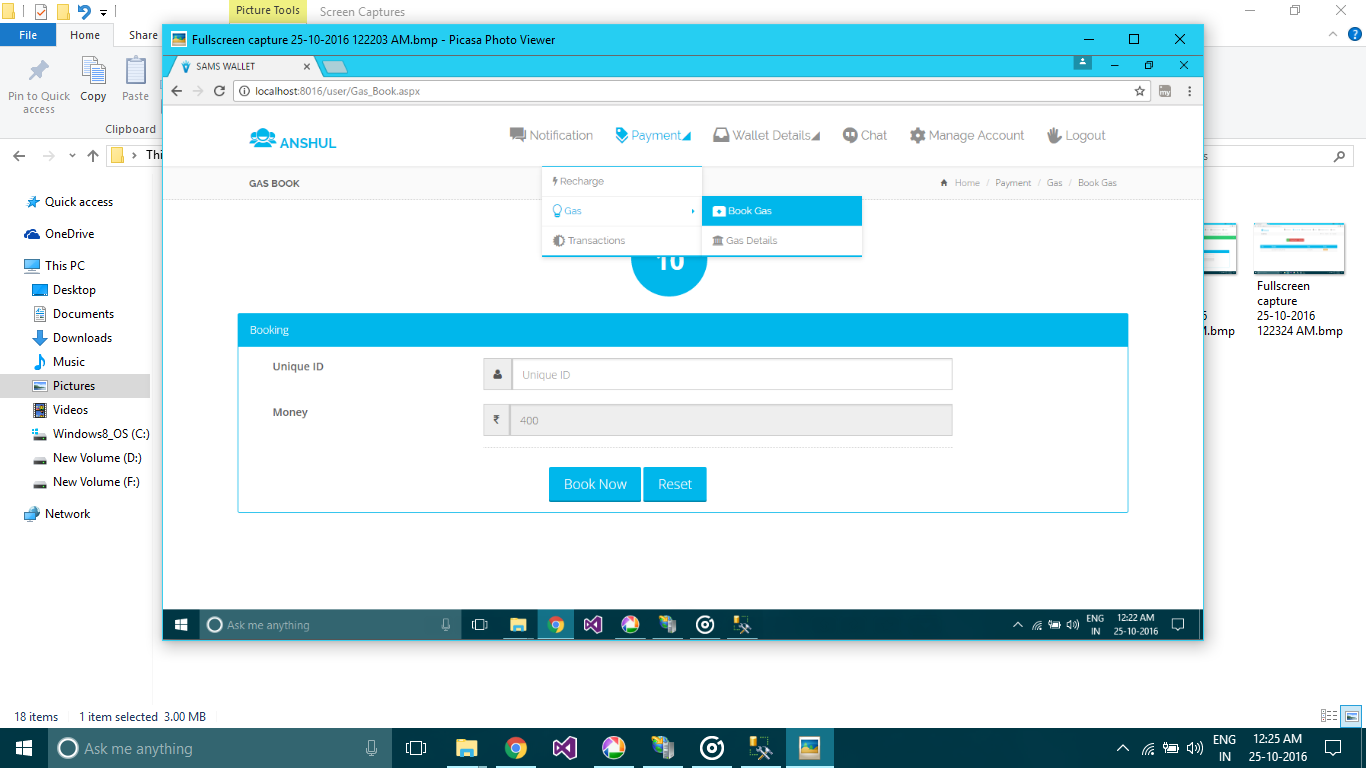 Picture Tools
Screen Captures
File
Home
Share
Pin to Quick access
Copy
Paste
Clipboard
Fullscreen capture 25-10-2016 122203 AM.bmp - Picasa Photo Viewer
SAMS WALLET
localhost:8016/user/Gas_Book.aspx
my
ANSHUL
Notification
Payment
Wallet Details
Chat
Manage Account
Logout
GAS BOOK
Home / Payment / Gas / Book Gas
Recharge
Gas
Book Gas
Transactions
Gas Details
10
Booking
Unique ID
Unique ID
Money
₹
400
Book Now
Reset
Ask me anything
ENG
IN
12:22 AM
25-10-2016
Thi
Quick access
OneDrive
This PC
Desktop
Documents
Downloads
Music
Pictures
Videos
Windows8_OS (C:)
New Volume (D:)
New Volume (F:)
Network
Fullscreen
capture
25-10-2016
122324 AM.bmp
18 items
1 item selected 3.00 MB
Ask me anything
ENG
IN
12:25 AM
25-10-2016